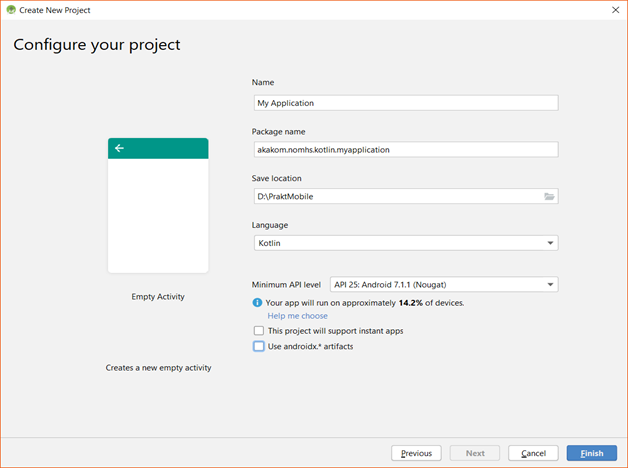 Create New Project
Configure your project
Name
My Application
Package name
akakom.nomhs.kotlin.myapplication
Save location
D:\PraktMobile
Language
Kotlin
Minimum API level API 25: Android 7.1.1 (Nougat)
Your app will run on approximately 14.2% of devices.
Help me choose
This project will support instant apps
Use androidx.* artifacts
Empty Activity
Creates a new empty activity
Previous Next Cancel Finish